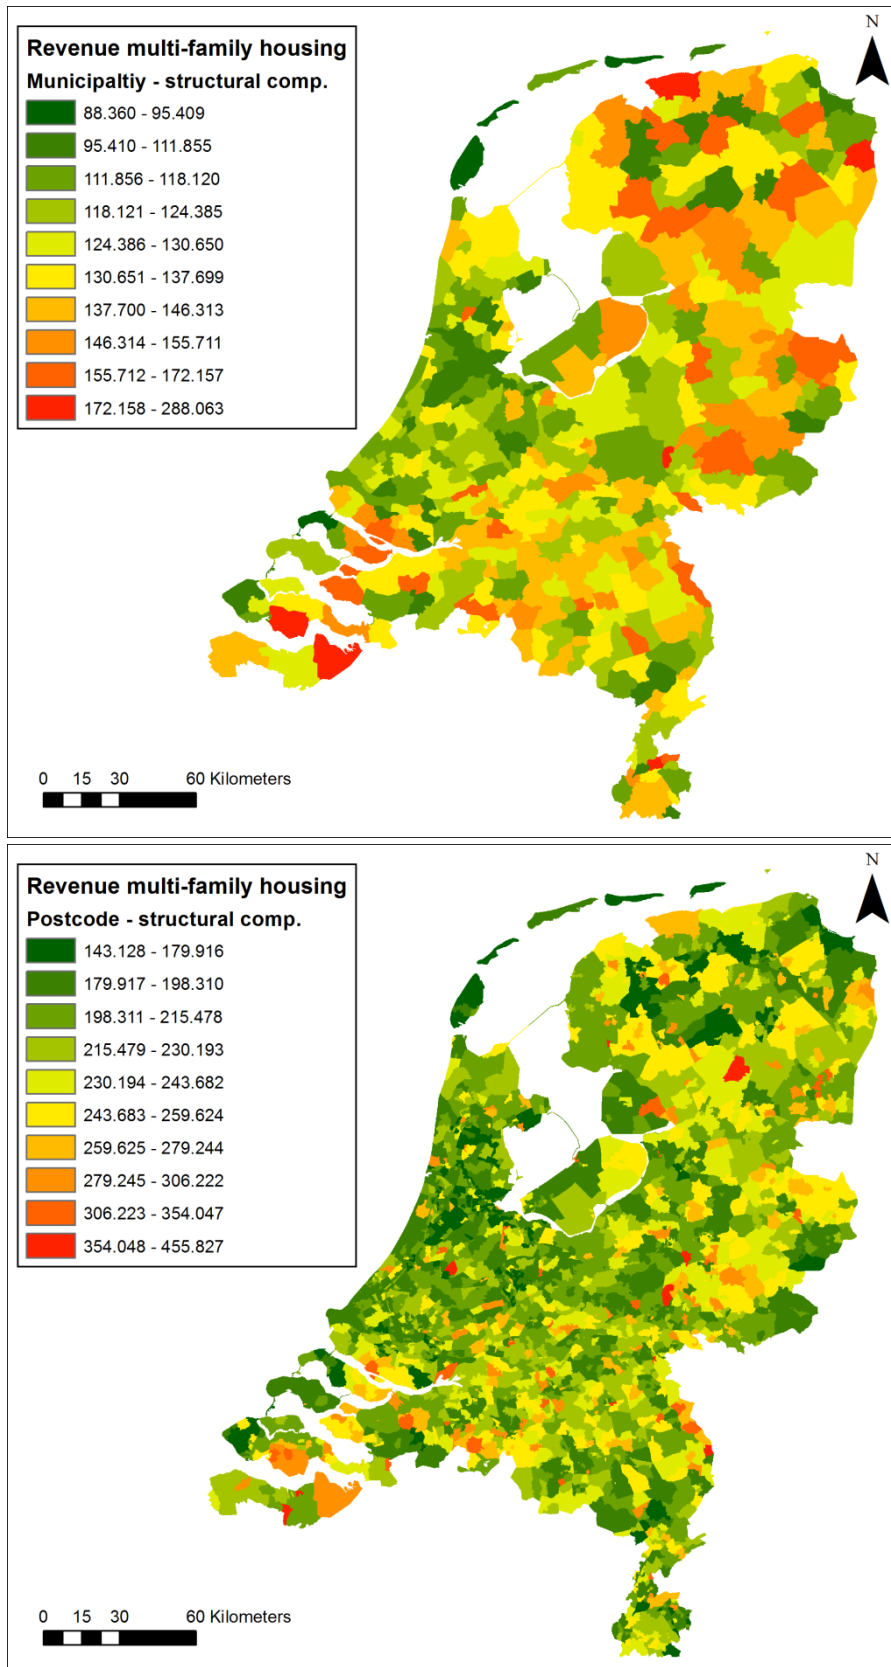 Revenue multi-family housing
Municipaltiy - structural comp.
88.360 - 95.409
95.410 - 111.855
111.856 - 118.120
118.121 - 124.385
124.386 - 130.650
130.651 - 137.699
137.700 - 146.313
146.314 - 155.711
155.712 - 172.157
172.158 - 288.063
N
0 15 30 60 Kilometers
Revenue multi-family housing
Postcode - structural comp.
143.128 - 179.916
179.917 - 198.310
198.311 - 215.478
215.479 - 230.193
230.194 - 243.682
243.683 - 259.624
259.625 - 279.244
279.245 - 306.222
306.223 - 354.047
354.048 - 455.827
N
0 15 30 60 Kilometers